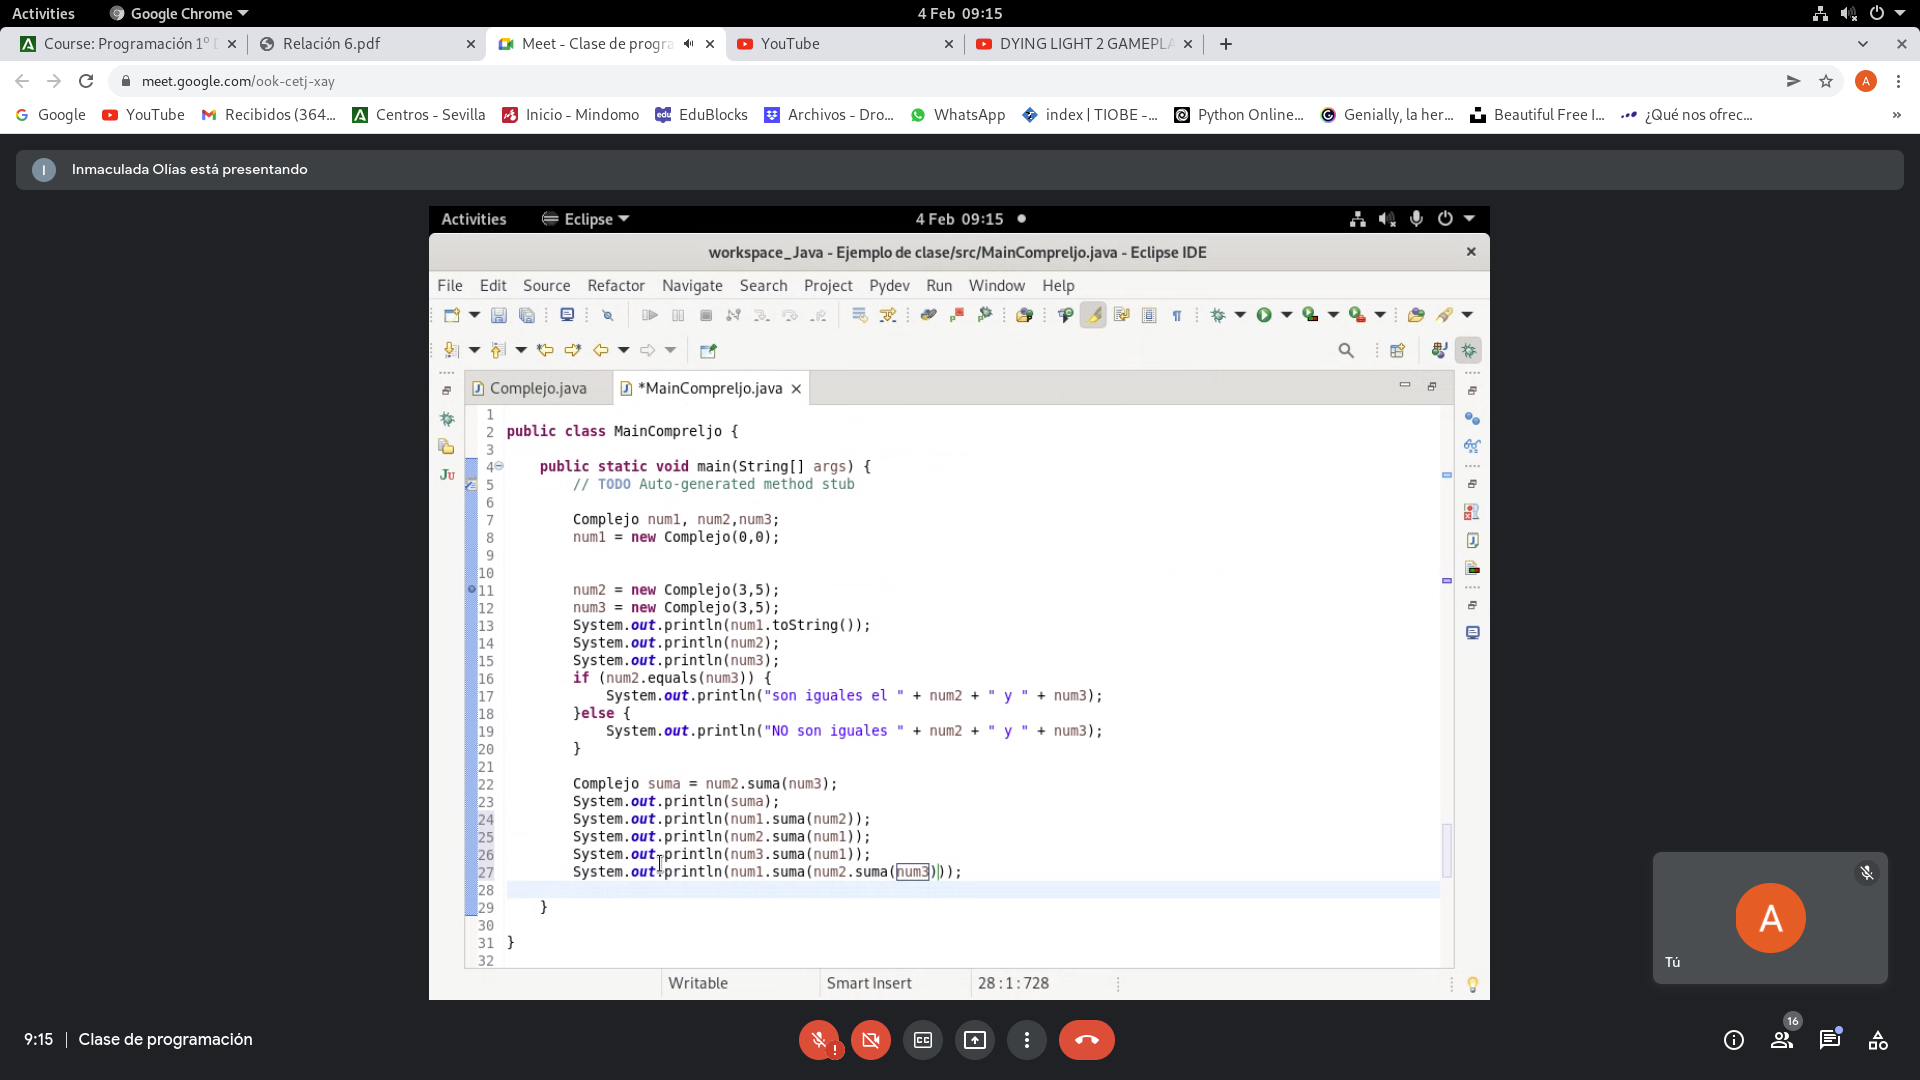 Activities Google Chrome 4 Feb 09:15
Course: Programación 1º Relación 6.pdf Meet - Clase de progra YouTube DYING LIGHT 2 GAMEPLA
meet.google.com/ook-cetj-xay A
Google YouTube Recibidos (364... Centros - Sevilla Inicio - Mindomo EduBlocks Archivos - Dro... WhatsApp index | TIOBE -... Python Online... Genially, la her... Beautiful Free I... ¿Qué nos ofrec... »
I Inmaculada Olías está presentando
Activities Eclipse 4 Feb 09:15
workspace_Java - Ejemplo de clase/src/MainCompreljo.java - Eclipse IDE
File Edit Source Refactor Navigate Search Project Pydev Run Window Help
Complejo.java *MainCompreljo.java
1
2 public class MainCompreljo {
3
4 public static void main(String[] args) {
5 // TODO Auto-generated method stub
6
7 Complejo num1, num2,num3;
8 num1 = new Complejo(0,0);
9
10
11 num2 = new Complejo(3,5);
12 num3 = new Complejo(3,5);
13 System.out.println(num1.toString());
14 System.out.println(num2);
15 System.out.println(num3);
16 if (num2.equals(num3)) {
17 System.out.println("son iguales el " + num2 + " y " + num3);
18 }else {
19 System.out.println("NO son iguales " + num2 + " y " + num3);
20 }
21
22 Complejo suma = num2.suma(num3);
23 System.out.println(suma);
24 System.out.println(num1.suma(num2));
25 System.out.println(num2.suma(num1));
26 System.out.println(num3.suma(num1));
27 System.out.println(num1.suma(num2.suma(num3)));
28
29 }
30
31 }
32
Writable Smart Insert 28 : 1 : 728
A
Tú
9:15 | Clase de programación
CC
16